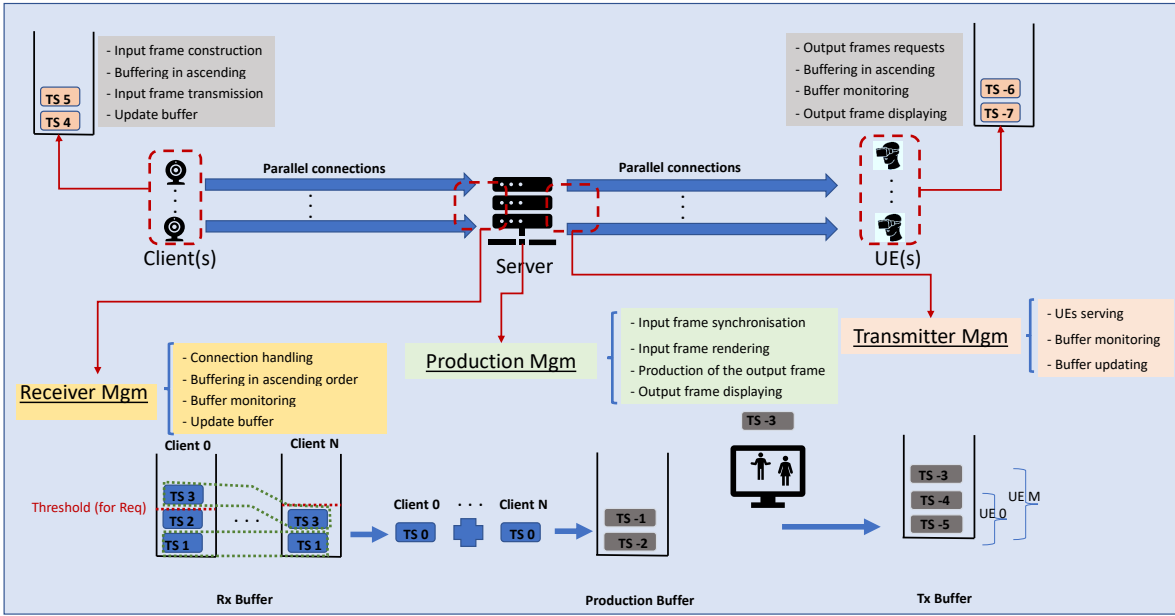 - Input frame construction
- Buffering in ascending
- Input frame transmission
- Update buffer
TS 5
TS 4
- Output frames requests
- Buffering in ascending
- Buffer monitoring
- Output frame displaying
TS -6
TS -7
Parallel connections
Parallel connections
Client(s)
Server
UE(s)
Receiver Mgm
- Connection handling
- Buffering in ascending order
- Buffer monitoring
- Update buffer
Production Mgm
- Input frame synchronisation
- Input frame rendering
- Production of the output frame
- Output frame displaying
Transmitter Mgm
- UEs serving
- Buffer monitoring
- Buffer updating
Client 0
Client N
Threshold (for Req)
TS 3
TS 2
TS 1
TS 3
TS 1
Client 0
Client N
TS 0
TS 0
TS -1
TS -2
TS -3
TS -3
TS -4
TS -5
UE 0
UE M
Rx Buffer
Production Buffer
Tx Buffer